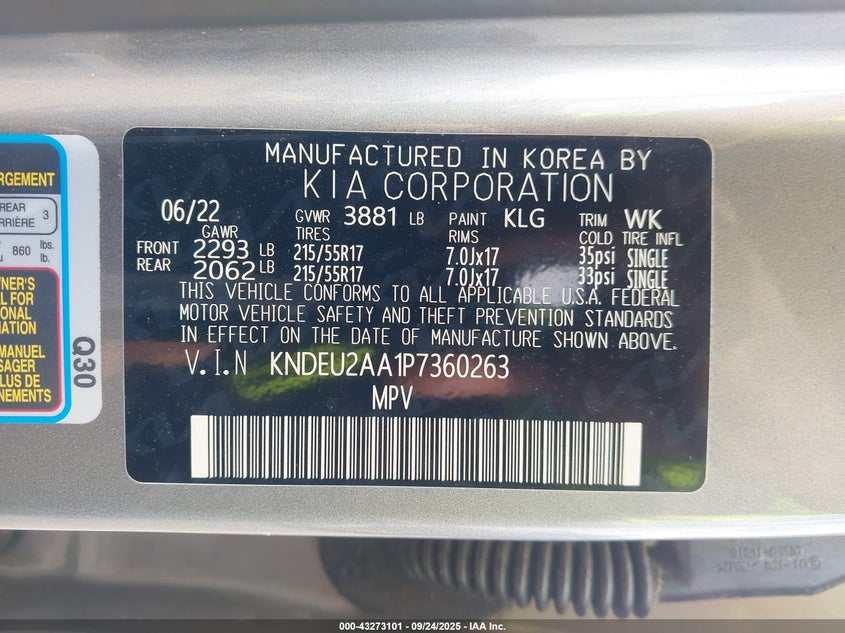 RGEMENT
REAR
RRIÈRE 3
860 lbs.
lb.
WNER'S
L FOR
ONAL
MATION
MANUEL
SAGER
LUS DE
NEMENTS
Q30
MANUFACTURED IN KOREA BY
KIA CORPORATION
06/22 GVWR 3881 LB PAINT KLG TRIM WK
GAWR TIRES RIMS COLD TIRE INFL
FRONT 2293 LB 215/55R17 7.0Jx17 35psi SINGLE
REAR 2062 LB 215/55R17 7.0Jx17 33psi SINGLE
THIS VEHICLE CONFORMS TO ALL APPLICABLE U.S.A. FEDERAL
MOTOR VEHICLE SAFETY AND THEFT PREVENTION STANDARDS
IN EFFECT ON THE DATE OF MANUFACTURE SHOWN ABOVE.
V.I.N KNDEU2AA1P7360263
MPV
000-43273101 - 09/24/2025 - IAA Inc.